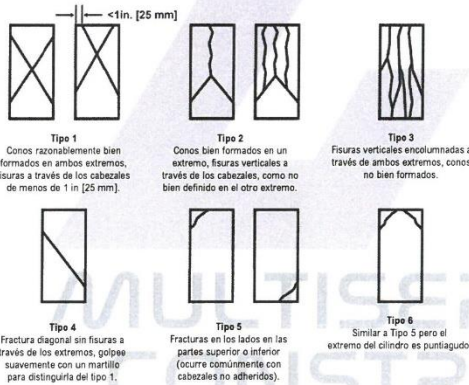 <1in. [25 mm]
Tipo 1
Conos razonablemente bien
formados en ambos extremos,
isuras a través de los cabezales
de menos de 1 in [25 mm].
Tipo 2
Conos bien formados en un
extremo, fisuras verticales a
través de los cabezales, como no
bien definido en el otro extremo.
Tipo 3
Fisuras verticales encolumnadas a
través de ambos extremos, conos
no bien formados.
Tipo 4
Fractura diagonal sin fisuras a
través de los extremos, golpee
suavemente con un martillo
para distinguirla del tipo 1.
Tipo 5
Fracturas en los lados en las
partes superior o inferior
(ocurre comúnmente con
cabezales no adheridos).
Tipo 6
Similar a Tipo 5 pero el
extremo del cilindro es puntiagudo